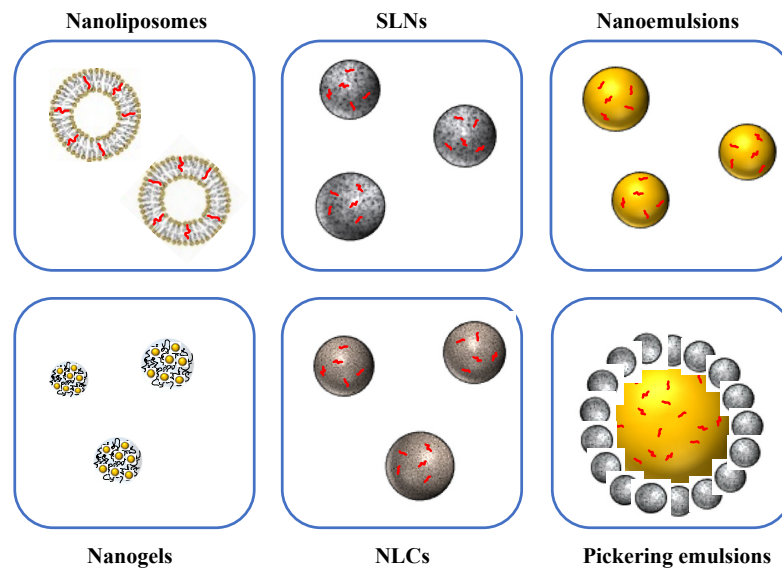 Nanoliposomes
SLNs
Nanoemulsions
Nanogels
NLCs
Pickering emulsions